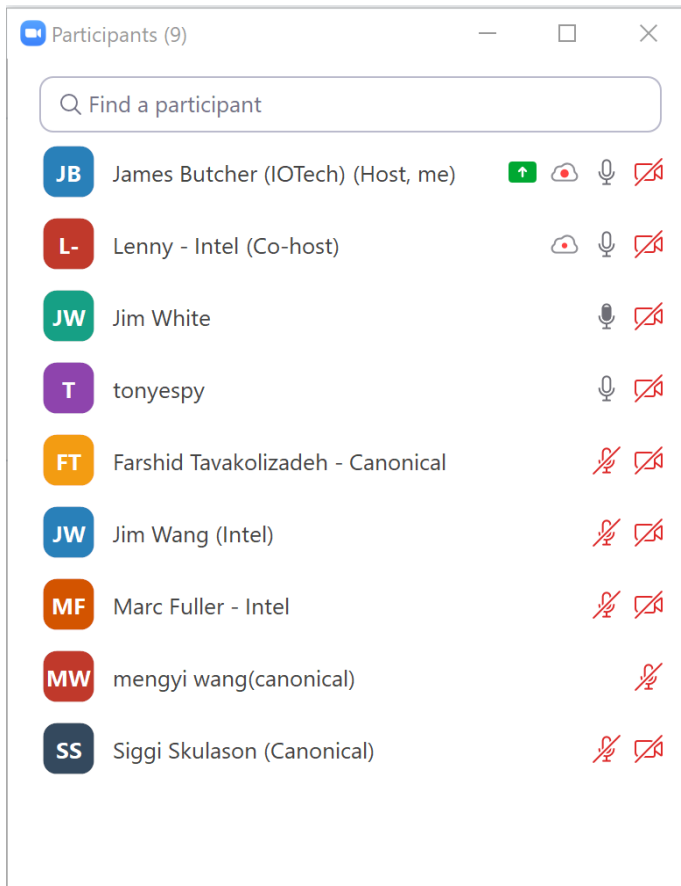 Participants (9)
Find a participant
JB James Butcher (IOTech) (Host, me)
L- Lenny - Intel (Co-host)
JW Jim White
T tonyespy
FT Farshid Tavakolizadeh - Canonical
JW Jim Wang (Intel)
MF Marc Fuller - Intel
MW mengyi wang(canonical)
SS Siggi Skulason (Canonical)